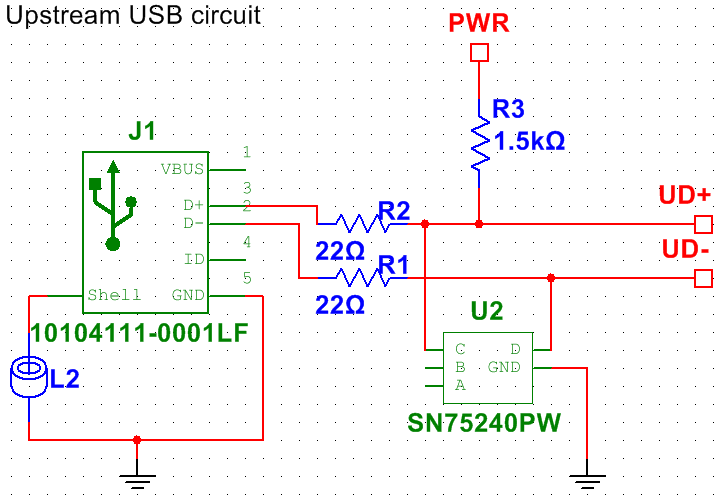 Upstream USB circuit
PWR
J1
R3
1.5kΩ
VBUS 1
3
D+ 2
D-
4
ID
5
Shell GND
10104111-0001LF
R2
22Ω
R1
22Ω
UD+
UD-
L2
U2
C D
B GND
A
SN75240PW